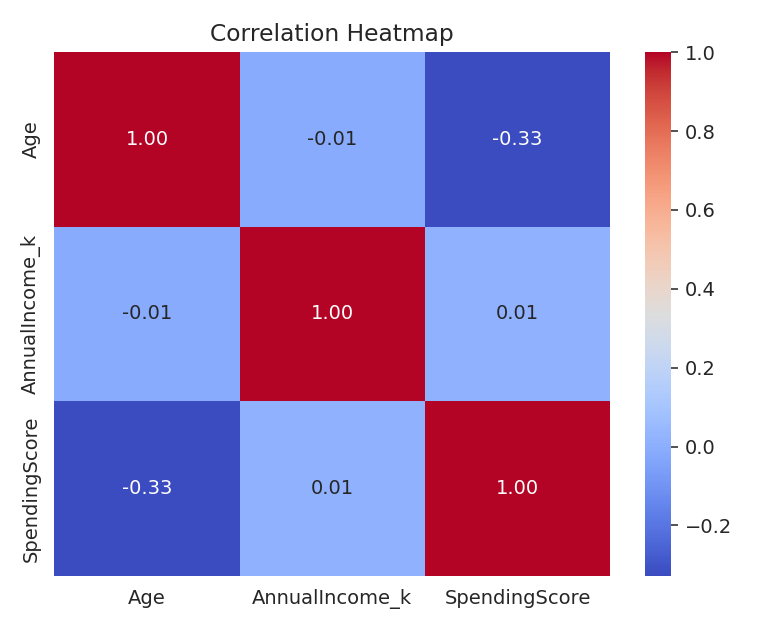 Correlation Heatmap
Age
1.00
-0.01
-0.33
AnnualIncome_k
-0.01
1.00
0.01
SpendingScore
-0.33
0.01
1.00
Age
AnnualIncome_k
SpendingScore
1.0
0.8
0.6
0.4
0.2
0.0
−0.2